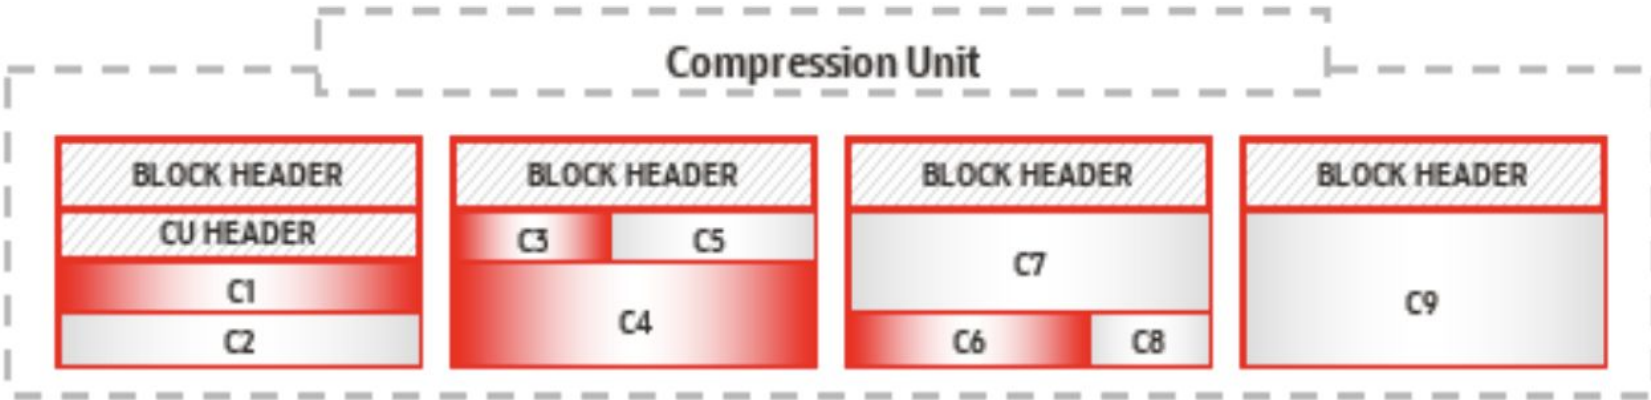 Compression Unit
BLOCK HEADER
CU HEADER
C1
C2
BLOCK HEADER
C3 C5
C4
BLOCK HEADER
C7
C6 C8
BLOCK HEADER
C9